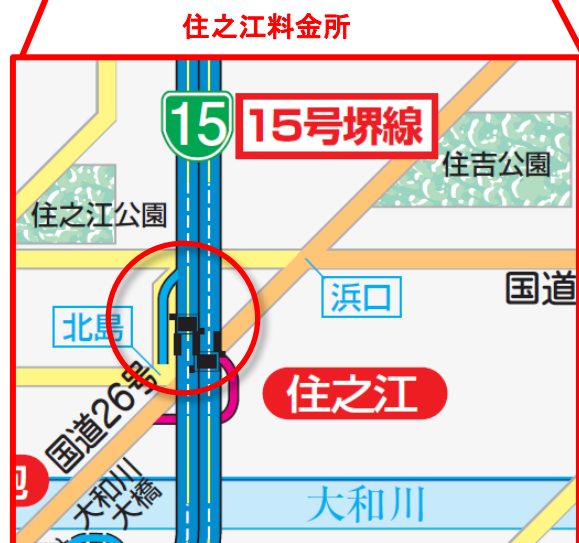 住之江料金所
15
15号堺線
住吉公園
住之江公園
国道
浜口
北島
国道26号
住之江
大和川
大橋
大和川